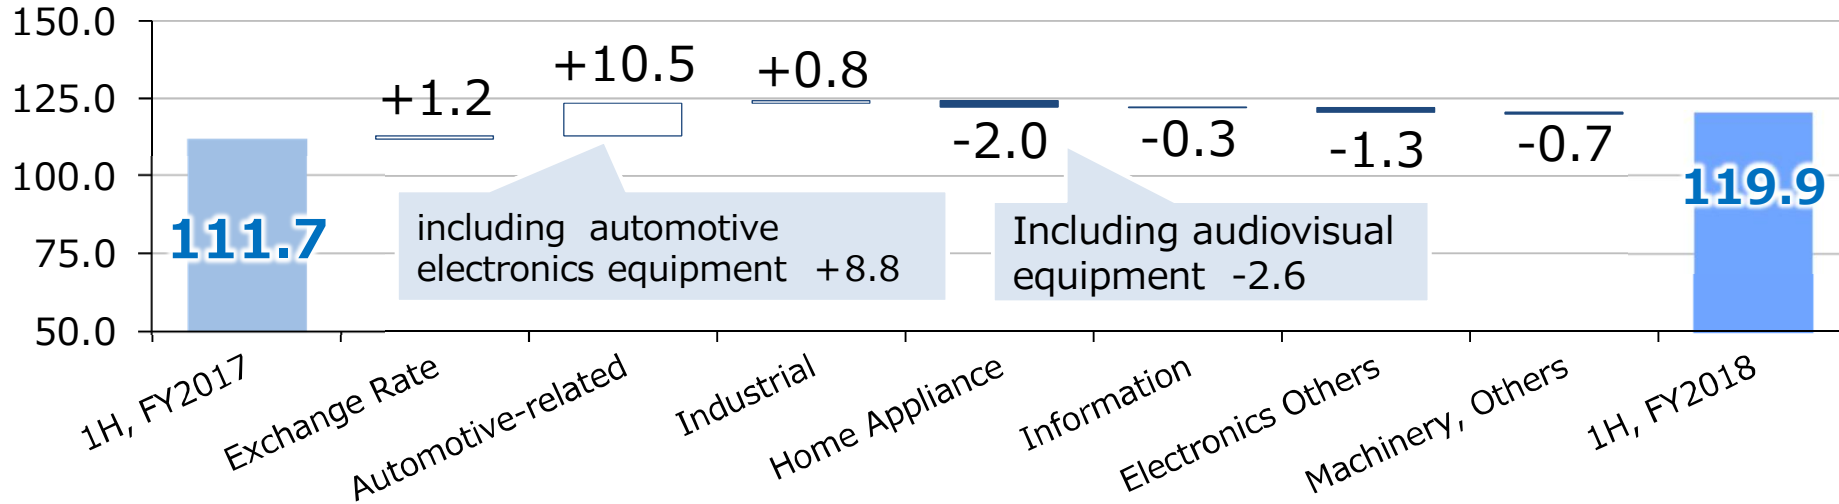 150.0
125.0
100.0
75.0
50.0
111.7
+1.2
+10.5
+0.8
-2.0
-0.3
-1.3
-0.7
119.9
including automotive
electronics equipment +8.8
Including audiovisual
equipment -2.6
1H, FY2017
Exchange Rate
Automotive-related
Industrial
Home Appliance
Information
Electronics Others
Machinery, Others
1H, FY2018